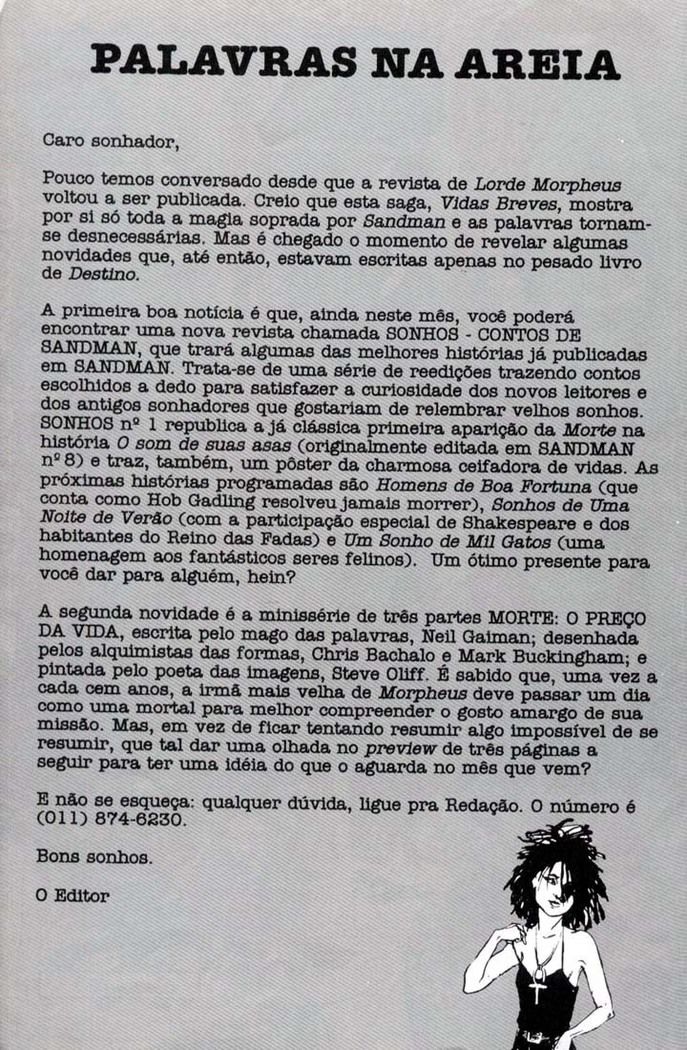 PALAVRAS NA AREIA
Caro sonhador,
Pouco temos conversado desde que a revista de Lorde Morpheus
voltou a ser publicada. Creio que esta saga, Vidas Breves, mostra
por si só toda a magia soprada por Sandman e as palavras tornam-
se desnecessárias. Mas é chegado o momento de revelar algumas
novidades que, até então, estavam escritas apenas no pesado livro
de Destino.
A primeira boa notícia é que, ainda neste mês, você poderá
encontrar uma nova revista chamada SONHOS - CONTOS DE
SANDMAN, que trará algumas das melhores histórias já publicadas
em SANDMAN. Trata-se de uma série de reedições trazendo contos
escolhidos a dedo para satisfazer a curiosidade dos novos leitores e
dos antigos sonhadores que gostariam de relembrar velhos sonhos.
SONHOS nº 1 republica a já clássica primeira aparição da Morte na
história O som de suas asas (originalmente editada em SANDMAN
nº 8) e traz, também, um pôster da charmosa ceifadora de vidas. As
próximas histórias programadas são Homens de Boa Fortuna (que
conta como Hob Gadling resolveu jamais morrer), Sonhos de Uma
Noite de Verão (com a participação especial de Shakespeare e dos
habitantes do Reino das Fadas) e Um Sonho de Mil Gatos (uma
homenagem aos fantásticos seres felinos). Um ótimo presente para
você dar para alguém, hein?
A segunda novidade é a minissérie de três partes MORTE: O PREÇO
DA VIDA, escrita pelo mago das palavras, Neil Gaiman; desenhada
pelos alquimistas das formas, Chris Bachalo e Mark Buckingham; e
pintada pelo poeta das imagens, Steve Oliff. É sabido que, uma vez a
cada cem anos, a irmã mais velha de Morpheus deve passar um dia
como uma mortal para melhor compreender o gosto amargo de sua
missão. Mas, em vez de ficar tentando resumir algo impossível de se
resumir, que tal dar uma olhada no preview de três páginas a
seguir para ter uma idéia do que o aguarda no mês que vem?
E não se esqueça: qualquer dúvida, ligue pra Redação. O número é
(011) 874-6230.
Bons sonhos.
O Editor